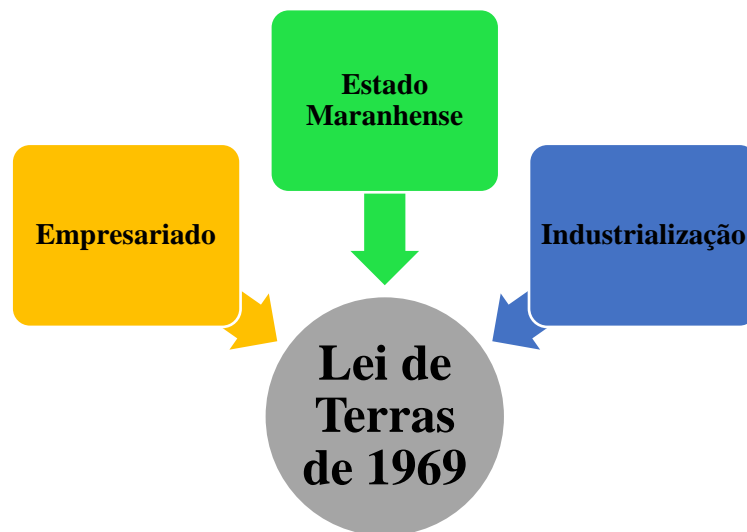 Estado
Maranhense
Empresariado
Industrialização
Lei de
Terras
de 1969